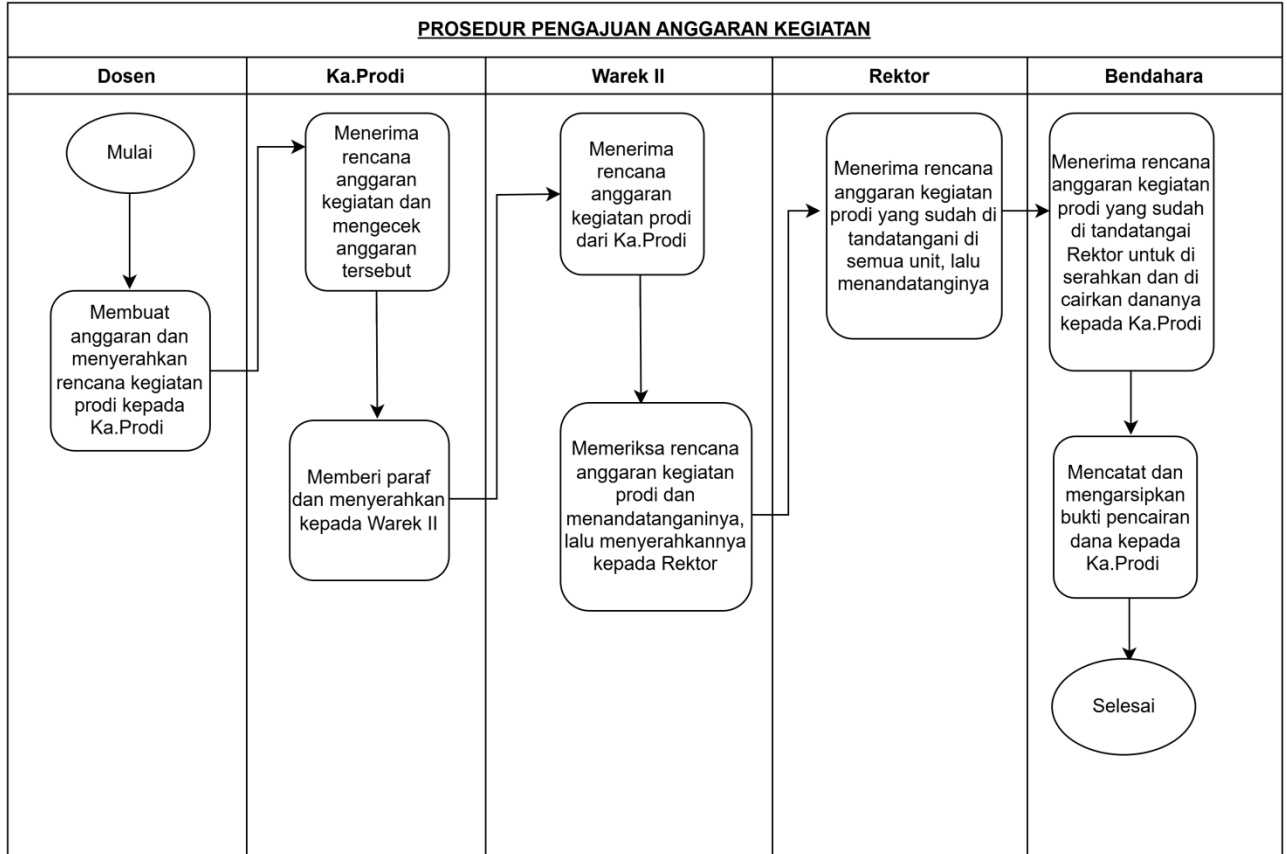 PROSEDUR PENGAJUAN ANGGARAN KEGIATAN
Dosen
Ka.Prodi
Warek II
Rektor
Bendahara
Mulai
Membuat
anggaran dan
menyerahkan
rencana kegiatan
prodi kepada
Ka.Prodi
Menerima
rencana
anggaran
kegiatan dan
mengecek
anggaran
tersebut
Memberi paraf
dan menyerahkan
kepada Warek II
Menerima
rencana
anggaran
kegiatan prodi
dari Ka.Prodi
Memeriksa rencana
anggaran kegiatan
prodi dan
menandatanganinya,
lalu menyerahkannya
kepada Rektor
Menerima rencana
anggaran kegiatan
prodi yang sudah di
tandatangani di
semua unit, lalu
menandatanginya
Menerima rencana
anggaran kegiatan
prodi yang sudah
di tandatangai
Rektor untuk di
serahkan dan di
cairkan dananya
kepada Ka.Prodi
Mencatat dan
mengarsipkan
bukti pencairan
dana kepada
Ka.Prodi
Selesai